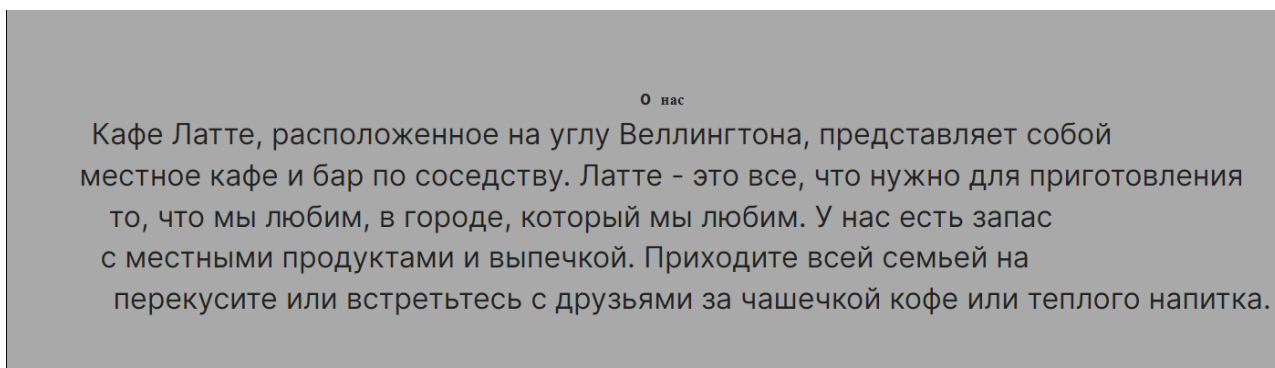 О нас
Кафе Латте, расположенное на углу Веллингтона, представляет собой
местное кафе и бар по соседству. Латте - это все, что нужно для приготовления
то, что мы любим, в городе, который мы любим. У нас есть запас
с местными продуктами и выпечкой. Приходите всей семьей на
перекусите или встретьтесь с друзьями за чашечкой кофе или теплого напитка.